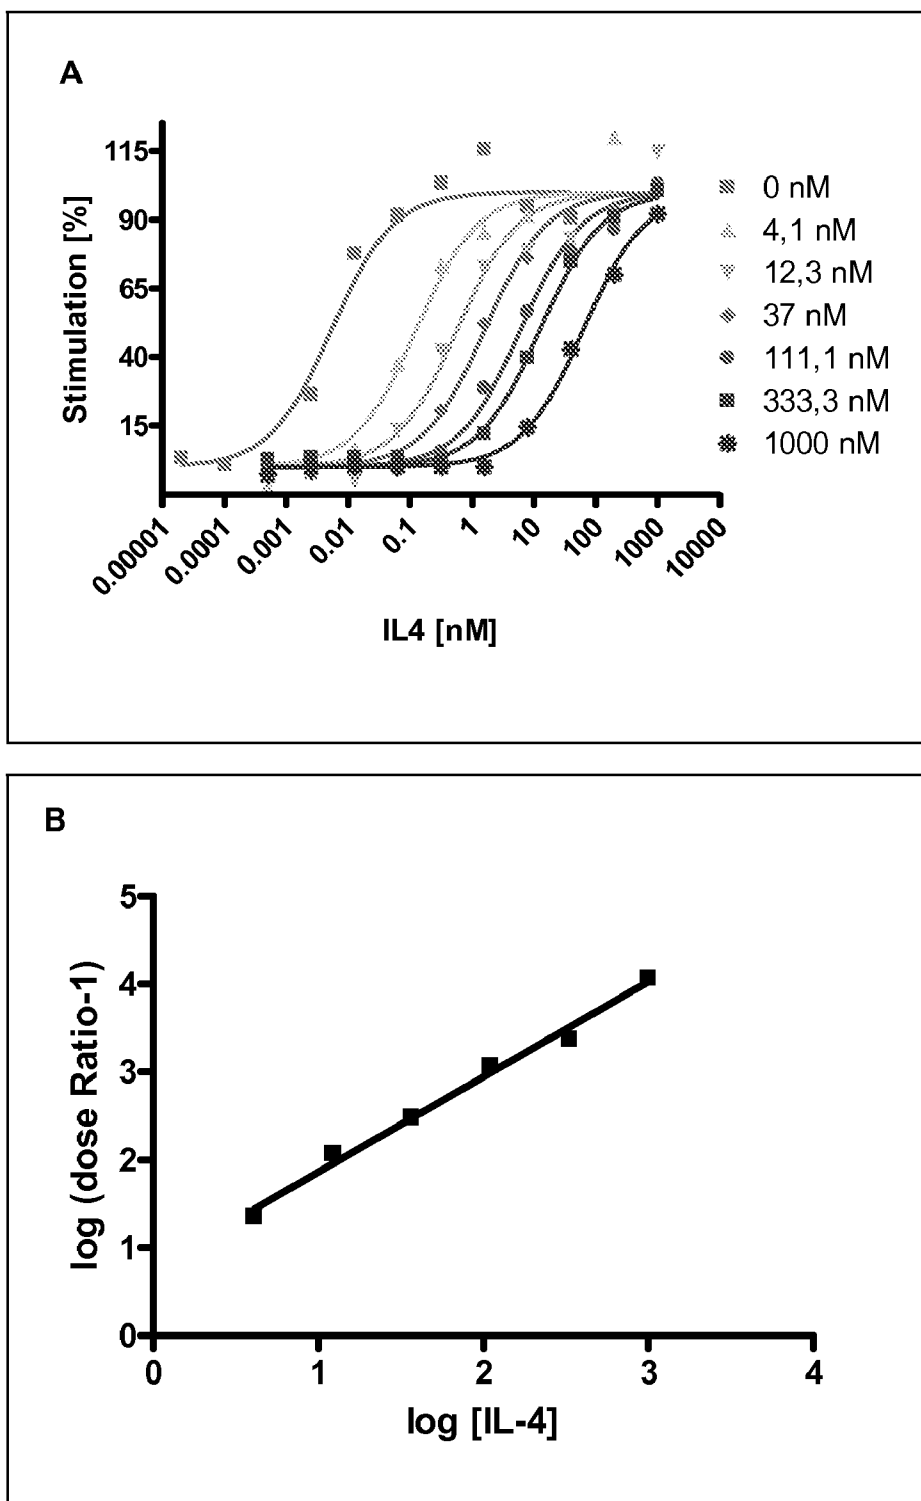 A
Stimulation [%]
115
90
65
40
15
0.00001
0.0001
0.001
0.01
0.1
1
10
100
1000
10000
IL4 [nM]
0 nM
4,1 nM
12,3 nM
37 nM
111,1 nM
333,3 nM
1000 nM
B
log (dose Ratio-1)
5
4
3
2
1
0
0
1
2
3
4
log [IL-4]